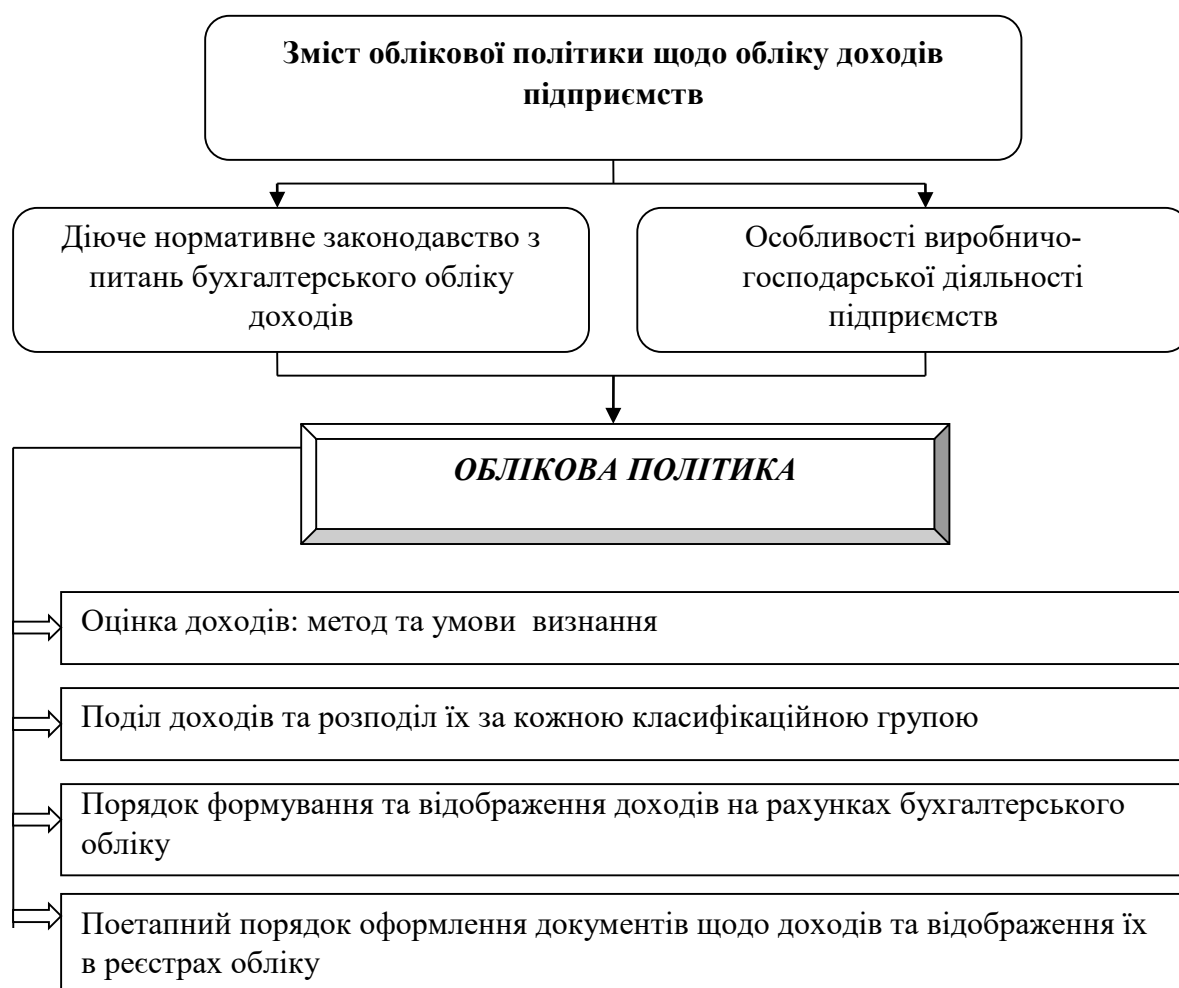 Зміст облікової політики щодо обліку доходів
підприємств
Діюче нормативне законодавство з
питань бухгалтерського обліку
доходів
Особливості виробничо-
господарської діяльності
підприємств
ОБЛІКОВА ПОЛІТИКА
Оцінка доходів: метод та умови визнання
Поділ доходів та розподіл їх за кожною класифікаційною групою
Порядок формування та відображення доходів на рахунках бухгалтерського
обліку
Поетапний порядок оформлення документів щодо доходів та відображення їх
в реєстрах обліку